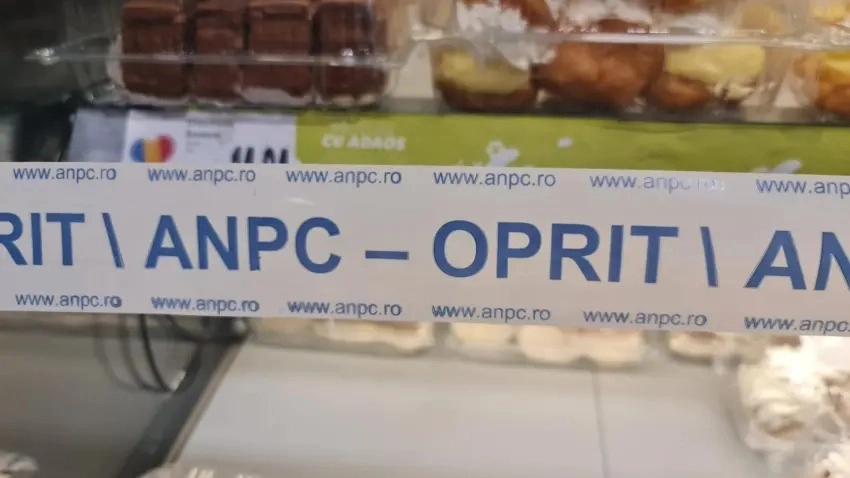 CU ADAOS
www.anpc.ro www.anpc.ro www.anpc.ro www.anpc.ro www.anpc.ro www.anp
RIT \ ANPC – OPRIT \ AN
www.anpc.ro www.anpc.ro www.anpc.ro www.anpc.ro www.anpc.ro www.anpc.ro